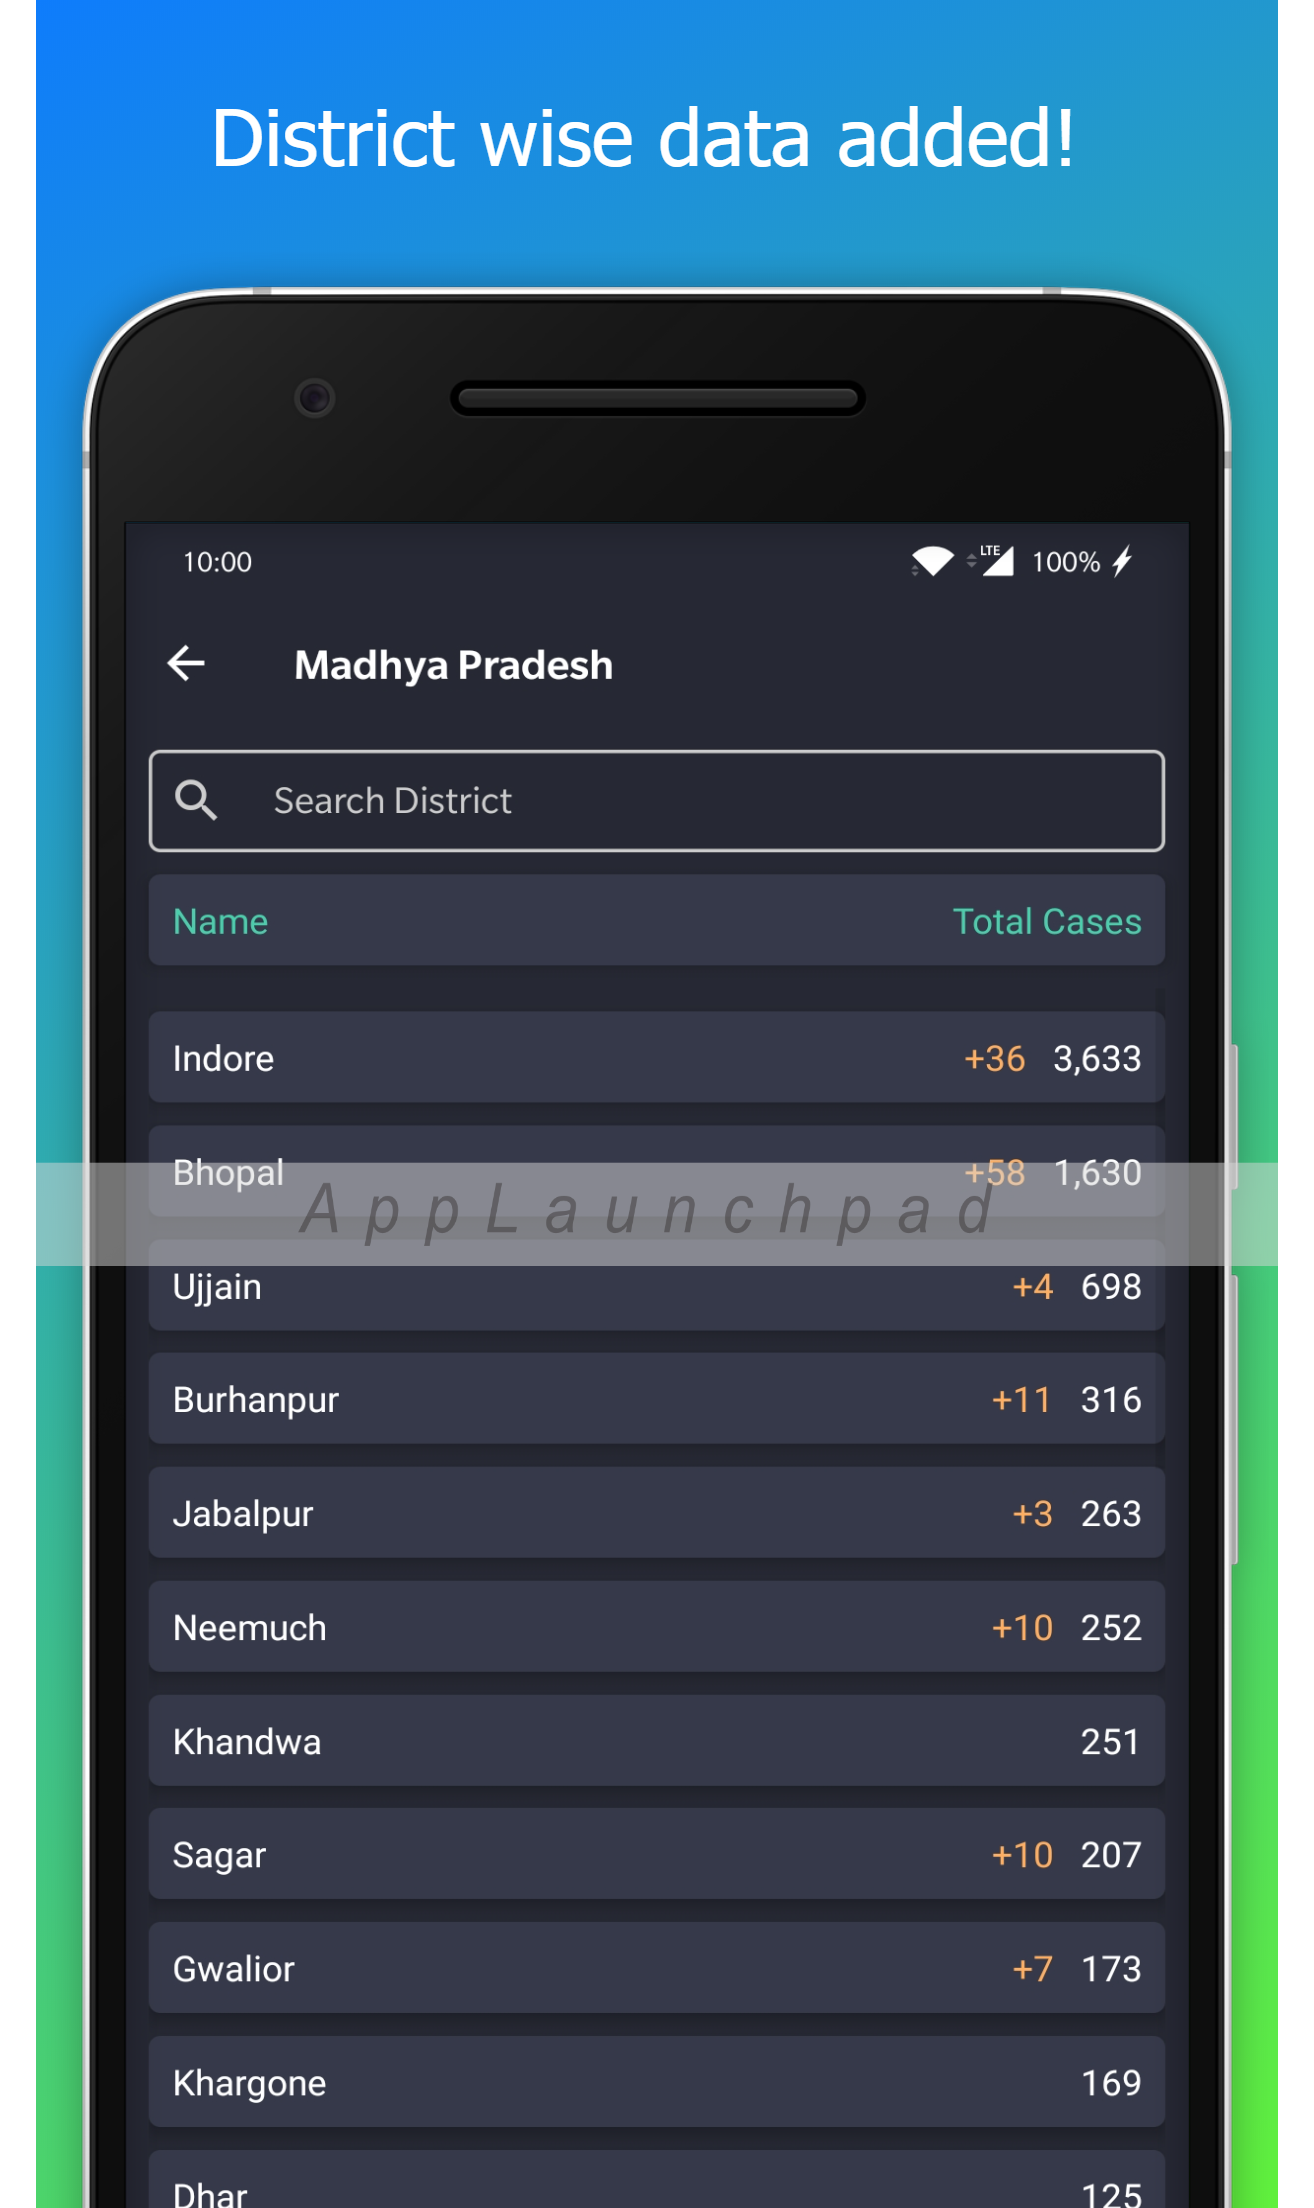 District wise data added!
10:00 LTE 100%
Madhya Pradesh
Search District
Name Total Cases
Indore +36 3,633
Bhopal +58 1,630
AppLaunchpad
Ujjain +4 698
Burhanpur +11 316
Jabalpur +3 263
Neemuch +10 252
Khandwa 251
Sagar +10 207
Gwalior +7 173
Khargone 169
Dhar 125